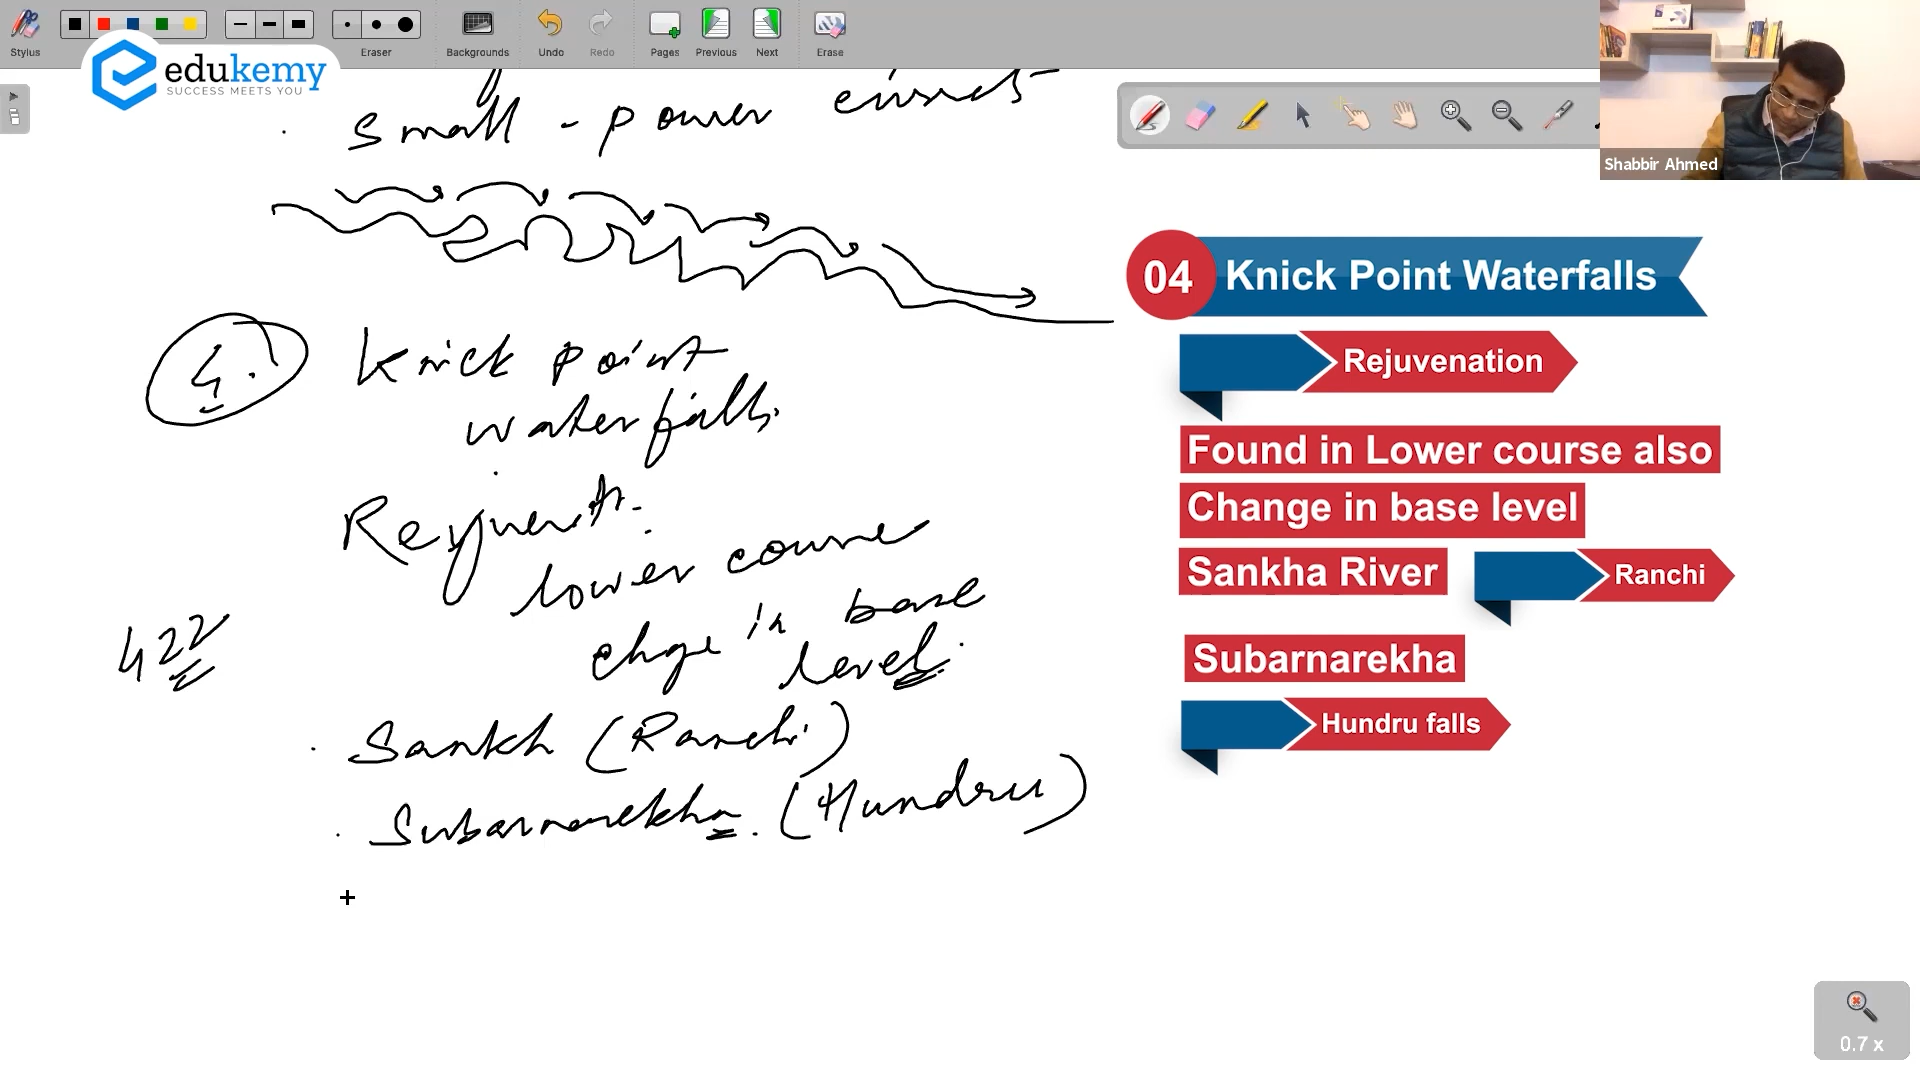 Stylus
Eraser
Backgrounds
Undo
Redo
Pages
Previous
Next
Erase
edukemy
SUCCESS MEETS YOU
Shabbir Ahmed
small - power
4.
Knick point
waterfalls.
lower course
in base
level.
422
Sankh (Ranchi)
Subarnarekha. (Hundru)
04
Knick Point Waterfalls
Rejuvenation
Found in Lower course also
Change in base level
Sankha River
Ranchi
Subarnarekha
Hundru falls
0.7 x